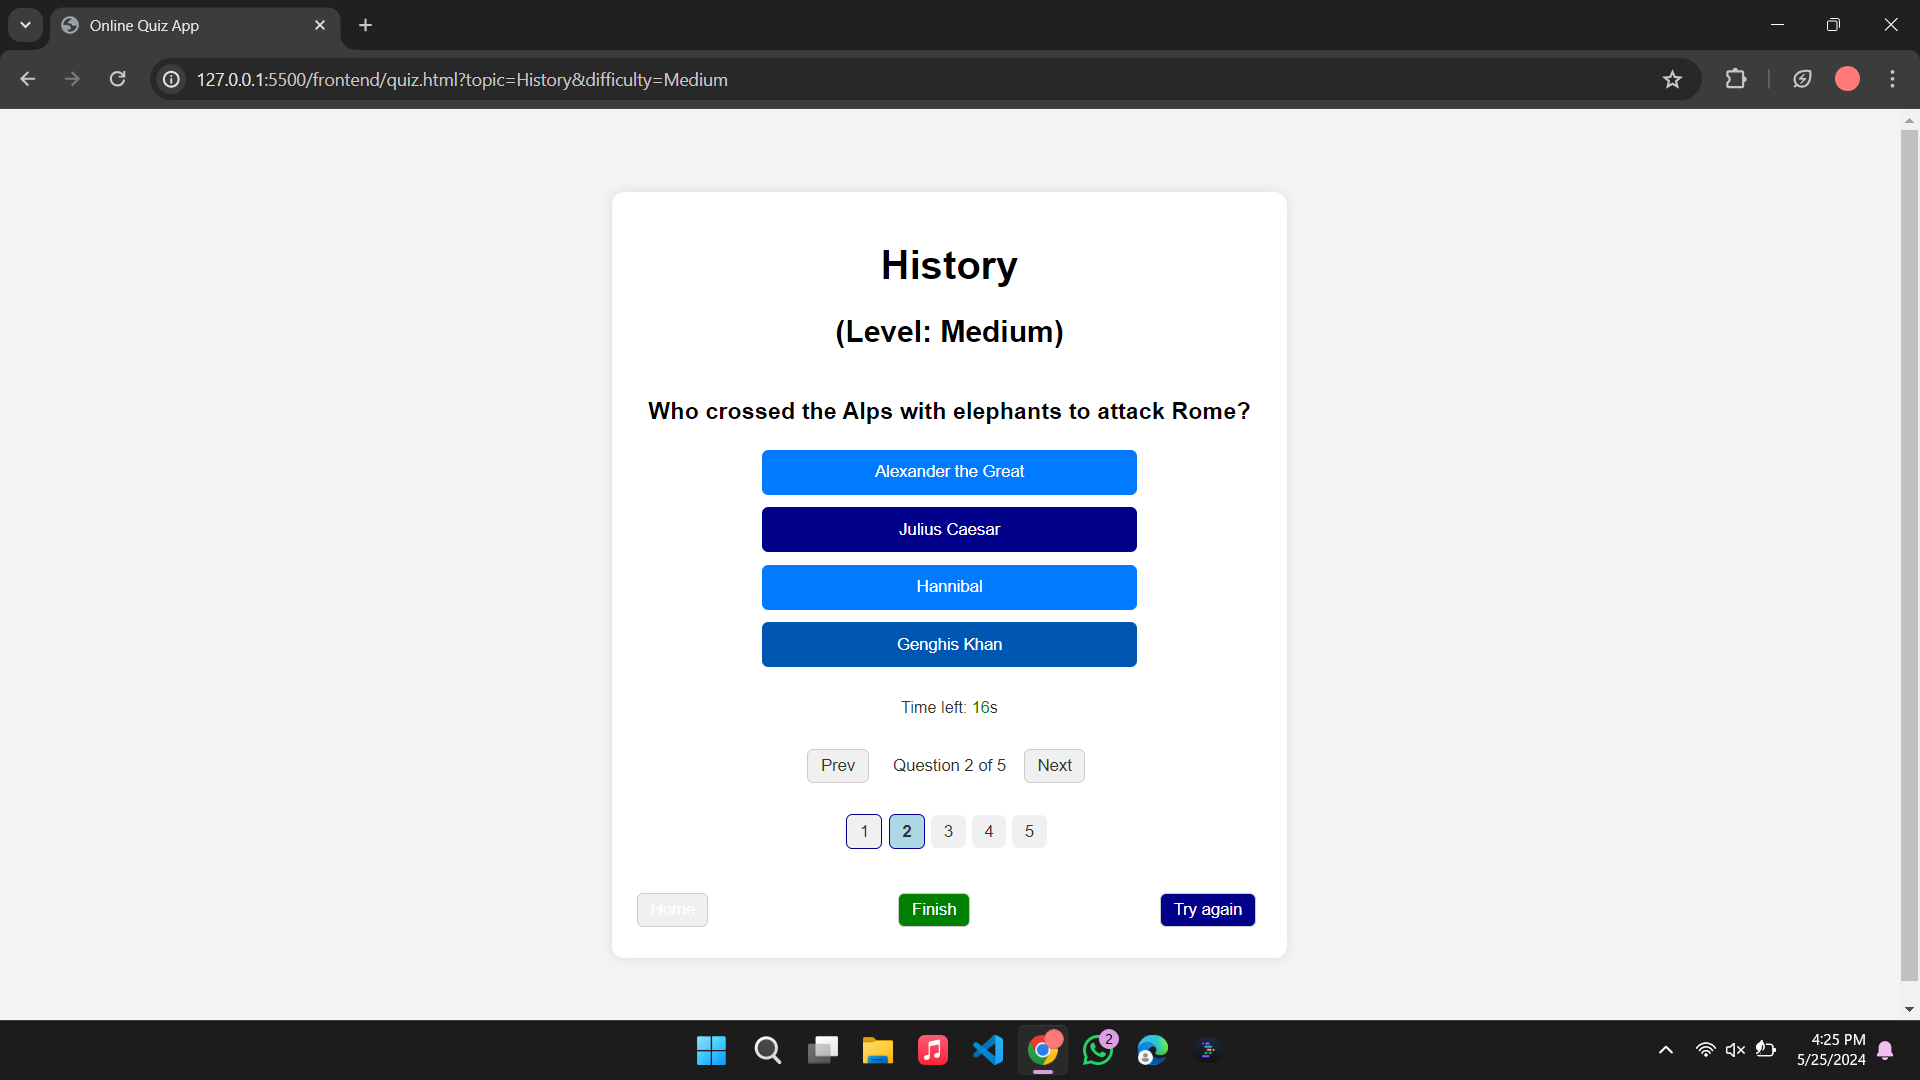 Online Quiz App
127.0.0.1:5500/frontend/quiz.html?topic=History&difficulty=Medium
History
(Level: Medium)
Who crossed the Alps with elephants to attack Rome?
Alexander the Great
Julius Caesar
Hannibal
Genghis Khan
Time left: 16s
Prev Question 2 of 5 Next
1 2 3 4 5
Home Finish Try again
2
4:25 PM
5/25/2024